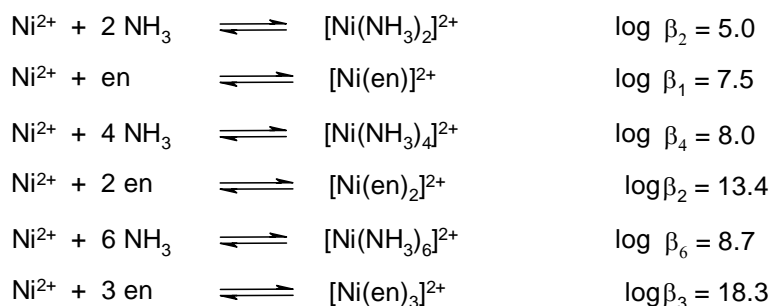 Ni²⁺ + 2 NH₃ ⇌ [Ni(NH₃)₂]²⁺ log β₂ = 5.0
Ni²⁺ + en ⇌ [Ni(en)]²⁺ log β₁ = 7.5
Ni²⁺ + 4 NH₃ ⇌ [Ni(NH₃)₄]²⁺ log β₄ = 8.0
Ni²⁺ + 2 en ⇌ [Ni(en)₂]²⁺ logβ₂ = 13.4
Ni²⁺ + 6 NH₃ ⇌ [Ni(NH₃)₆]²⁺ log β₆ = 8.7
Ni²⁺ + 3 en ⇌ [Ni(en)₃]²⁺ logβ₃ = 18.3